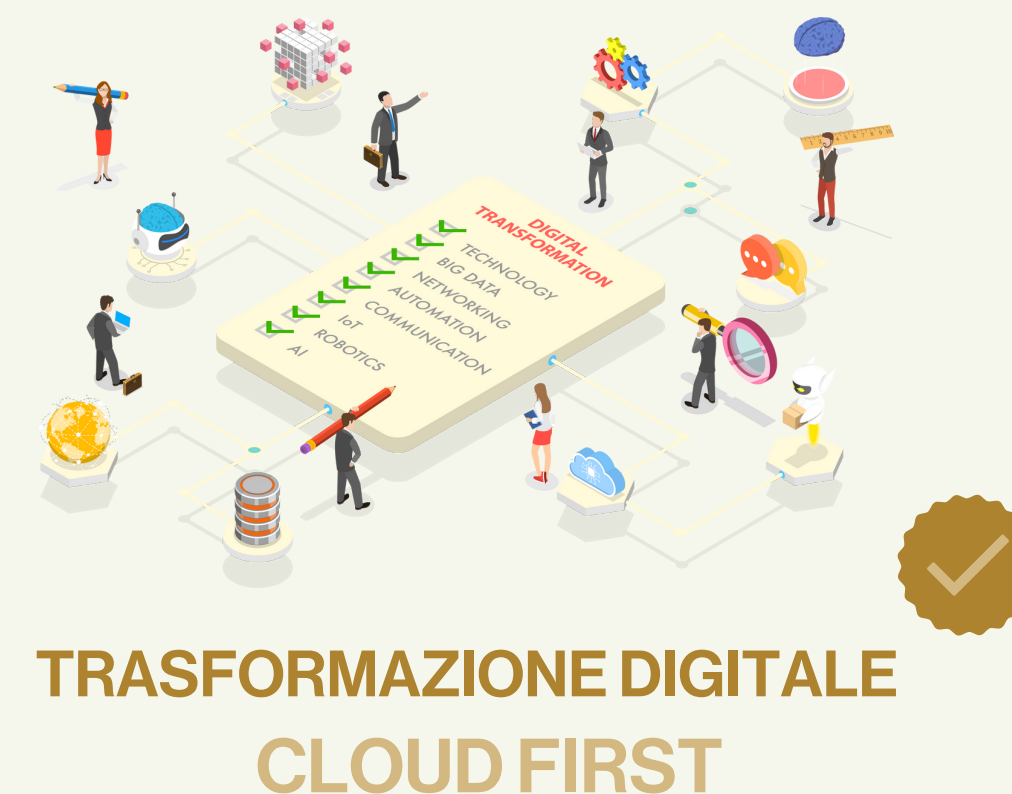 DIGITAL
TRANSFORMATION
TECHNOLOGY
BIG DATA
NETWORKING
AUTOMATION
COMMUNICATION
IoT
ROBOTICS
AI
TRASFORMAZIONE DIGITALE
CLOUD FIRST